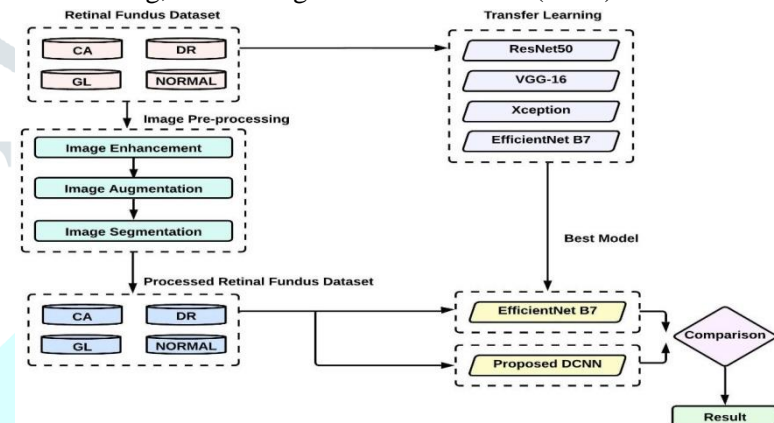 Retinal Fundus Dataset
Transfer Learning
CA
DR
GL
NORMAL
ResNet50
VGG-16
Xception
EfficientNet B7
Image Pre-processing
Image Enhancement
Image Augmentation
Image Segmentation
Best Model
Processed Retinal Fundus Dataset
CA
DR
GL
NORMAL
EfficientNet B7
Proposed DCNN
Comparison
Result